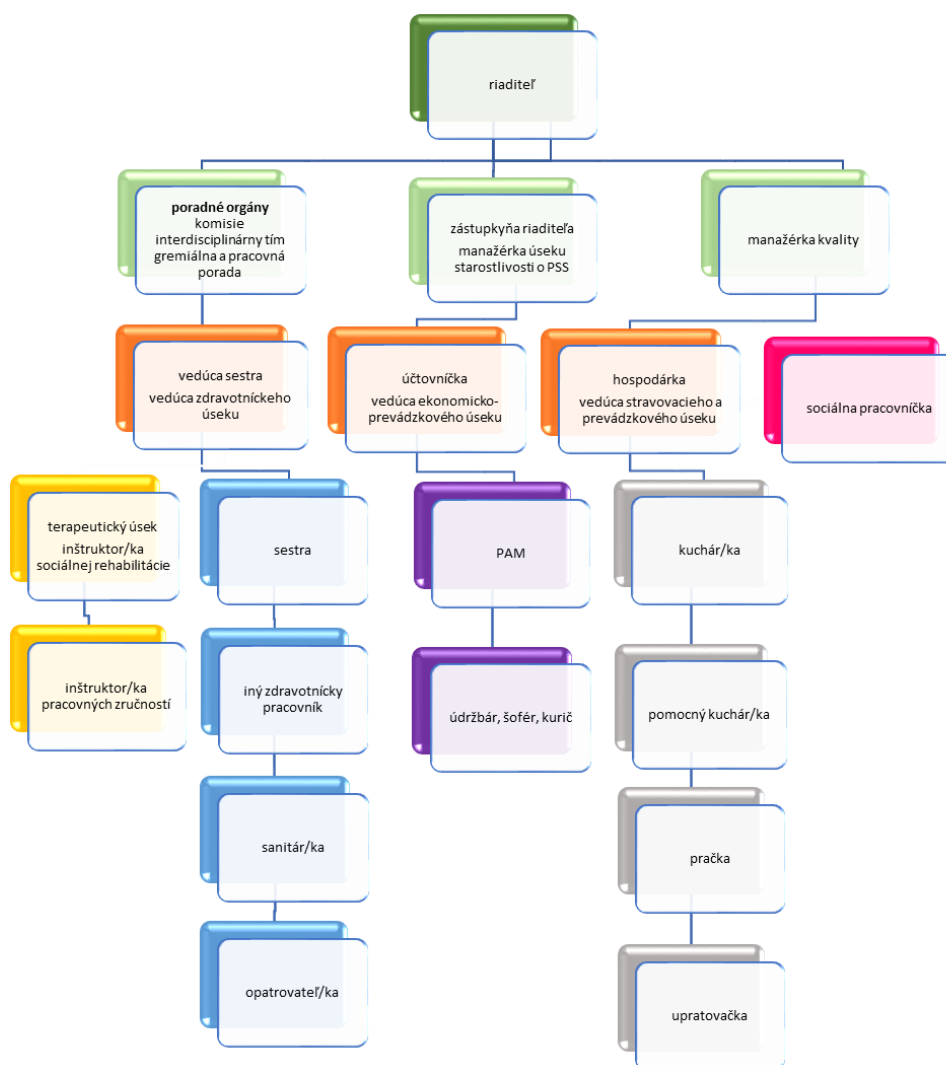 riaditeľ
poradné orgány
komisie
interdisciplinárny tím
gremiálna a pracovná
porada
zástupkyňa riaditeľa
manažérka úseku
starostlivosti o PSS
manažérka kvality
vedúca sestra
vedúca zdravotníckeho
úseku
účtovníčka
vedúca ekonomicko-
prevádzkového úseku
hospodárka
vedúca stravovacieho a
prevádzkového úseku
sociálna pracovníčka
terapeutický úsek
inštruktor/ka
sociálnej rehabilitácie
sestra
PAM
kuchár/ka
inštruktor/ka
pracovných zručností
iný zdravotnícky
pracovník
údržbár, šofér, kurič
pomocný kuchár/ka
sanitár/ka
pračka
opatrovateľ/ka
upratovačka